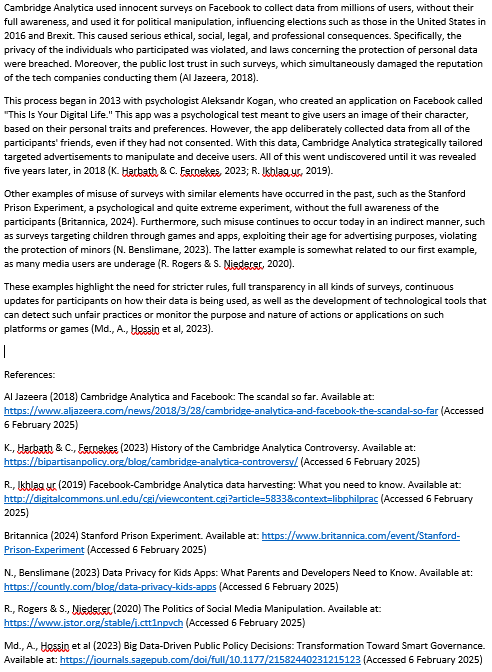 Cambridge Analytica used innocent surveys on Facebook to collect data from millions of users, without their
full awareness, and used it for political manipulation, influencing elections such as those in the United States in
2016 and Brexit. This caused serious ethical, social, legal, and professional consequences. Specifically, the
privacy of the individuals who participated was violated, and laws concerning the protection of personal data
were breached. Moreover, the public lost trust in such surveys, which simultaneously damaged the reputation
of the tech companies conducting them (Al Jazeera, 2018).
This process began in 2013 with psychologist Aleksandr Kogan, who created an application on Facebook called
"This Is Your Digital Life." This app was a psychological test meant to give users an image of their character,
based on their personal traits and preferences. However, the app deliberately collected data from all of the
participants' friends, even if they had not consented. With this data, Cambridge Analytica strategically tailored
targeted advertisements to manipulate and deceive users. All of this went undiscovered until it was revealed
five years later, in 2018 (K. Harbath & C. Fernekes, 2023; R. Ikhlaq ur, 2019).
Other examples of misuse of surveys with similar elements have occurred in the past, such as the Stanford
Prison Experiment, a psychological and quite extreme experiment, without the full awareness of the
participants (Britannica, 2024). Furthermore, such misuse continues to occur today in an indirect manner, such
as surveys targeting children through games and apps, exploiting their age for advertising purposes, violating
the protection of minors (N. Benslimane, 2023). The latter example is somewhat related to our first example,
as many media users are underage (R. Rogers & S. Niederer, 2020).
These examples highlight the need for stricter rules, full transparency in all kinds of surveys, continuous
updates for participants on how their data is being used, as well as the development of technological tools that
can detect such unfair practices or monitor the purpose and nature of actions or applications on such
platforms or games (Md., A., Hossin et al, 2023).
References:
Al Jazeera (2018) Cambridge Analytica and Facebook: The scandal so far. Available at:
https://www.aljazeera.com/news/2018/3/28/cambridge-analytica-and-facebook-the-scandal-so-far (Accessed
6 February 2025)
K., Harbath & C., Fernekes (2023) History of the Cambridge Analytica Controversy. Available at:
https://bipartisanpolicy.org/blog/cambridge-analytica-controversy/ (Accessed 6 February 2025)
R., Ikhlaq ur (2019) Facebook-Cambridge Analytica data harvesting: What you need to know. Available at:
http://digitalcommons.unl.edu/cgi/viewcontent.cgi?article=5833&context=libphilprac (Accessed 6 February
2025)
Britannica (2024) Stanford Prison Experiment. Available at: https://www.britannica.com/event/Stanford-
Prison-Experiment (Accessed 6 February 2025)
N., Benslimane (2023) Data Privacy for Kids Apps: What Parents and Developers Need to Know. Available at:
https://countly.com/blog/data-privacy-kids-apps (Accessed 6 February 2025)
R., Rogers & S., Niederer (2020) The Politics of Social Media Manipulation. Available at:
https://www.jstor.org/stable/j.ctt1npvch (Accessed 6 February 2025)
Md., A., Hossin et al (2023) Big Data-Driven Public Policy Decisions: Transformation Toward Smart Governance.
Available at: https://journals.sagepub.com/doi/full/10.1177/21582440231215123 (Accessed 6 February 2025)